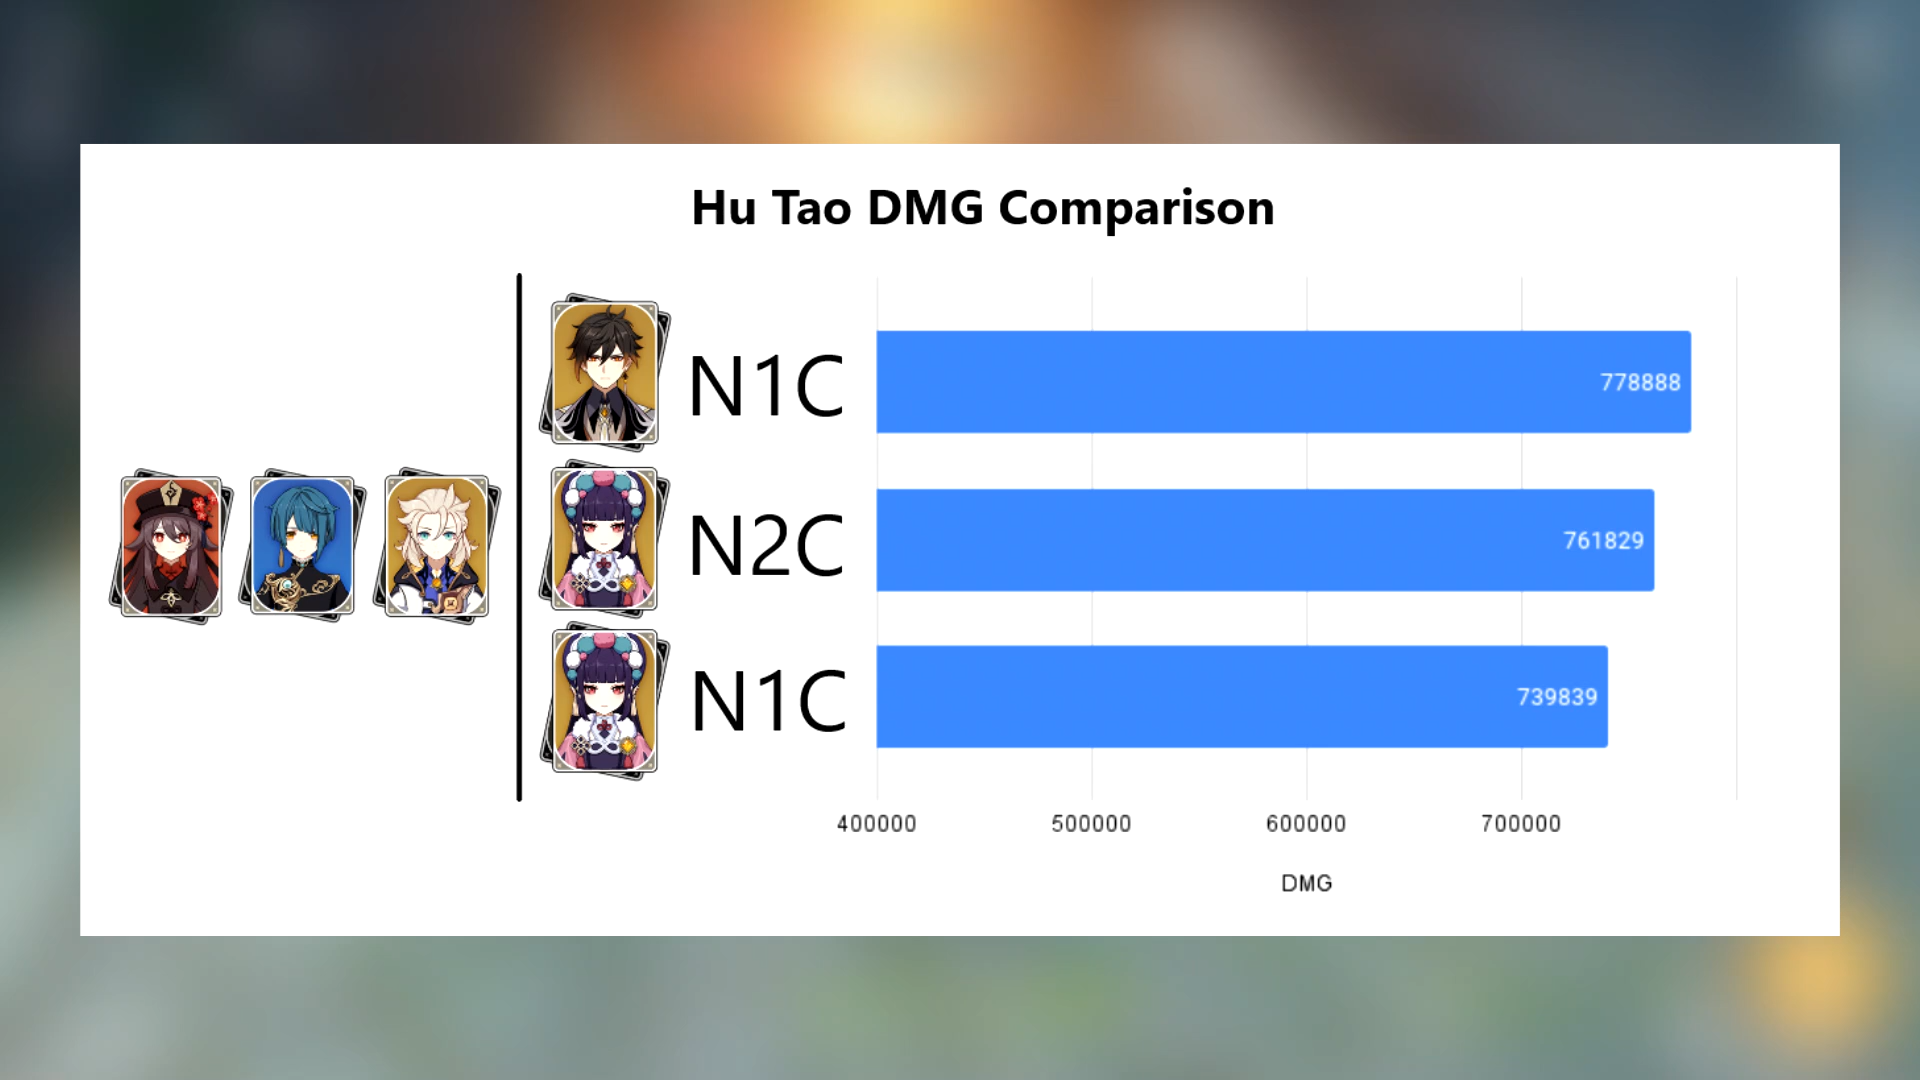 Hu Tao DMG Comparison
N1C
778888
N2C
761829
N1C
739839
400000 500000 600000 700000
DMG